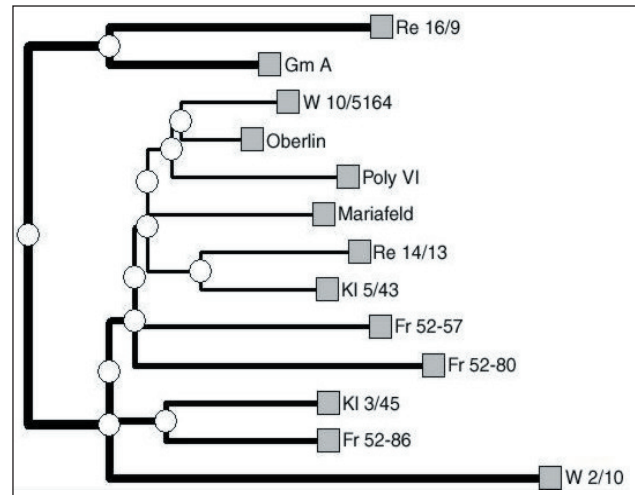 Re 16/9
Gm A
W 10/5164
Oberlin
Poly VI
Mariafeld
Re 14/13
Kl 5/43
Fr 52-57
Fr 52-80
Kl 3/45
Fr 52-86
W 2/10